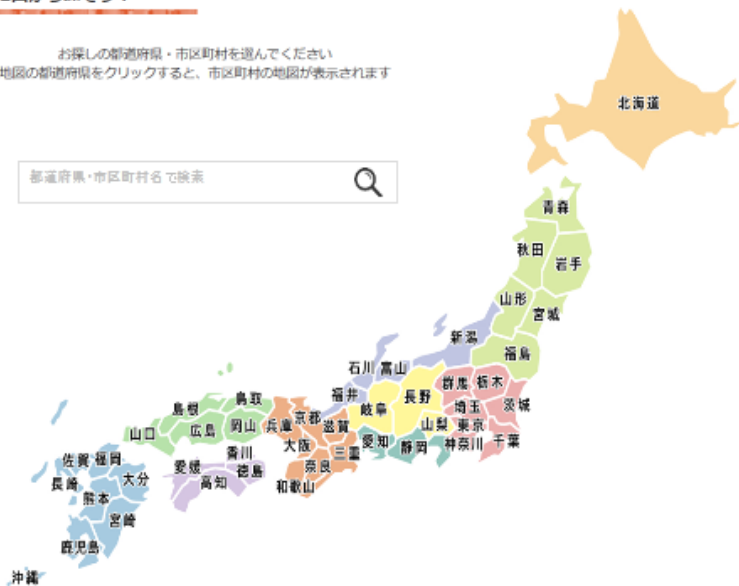 お探しの都道府県・市区町村を選んでください
地図の都道府県をクリックすると、市区町村の地図が表示されます
都道府県・市区町村名で検索
北海道
青森
秋田
岩手
山形
宮城
新潟
福島
石川
富山
福井
岐阜
長野
群馬
栃木
埼玉
茨城
山梨
東京
神奈川
千葉
愛知
静岡
鳥取
島根
岡山
広島
山口
兵庫
京都
滋賀
大阪
三重
奈良
和歌山
香川
愛媛
徳島
高知
佐賀
福岡
長崎
大分
熊本
宮崎
鹿児島
沖縄